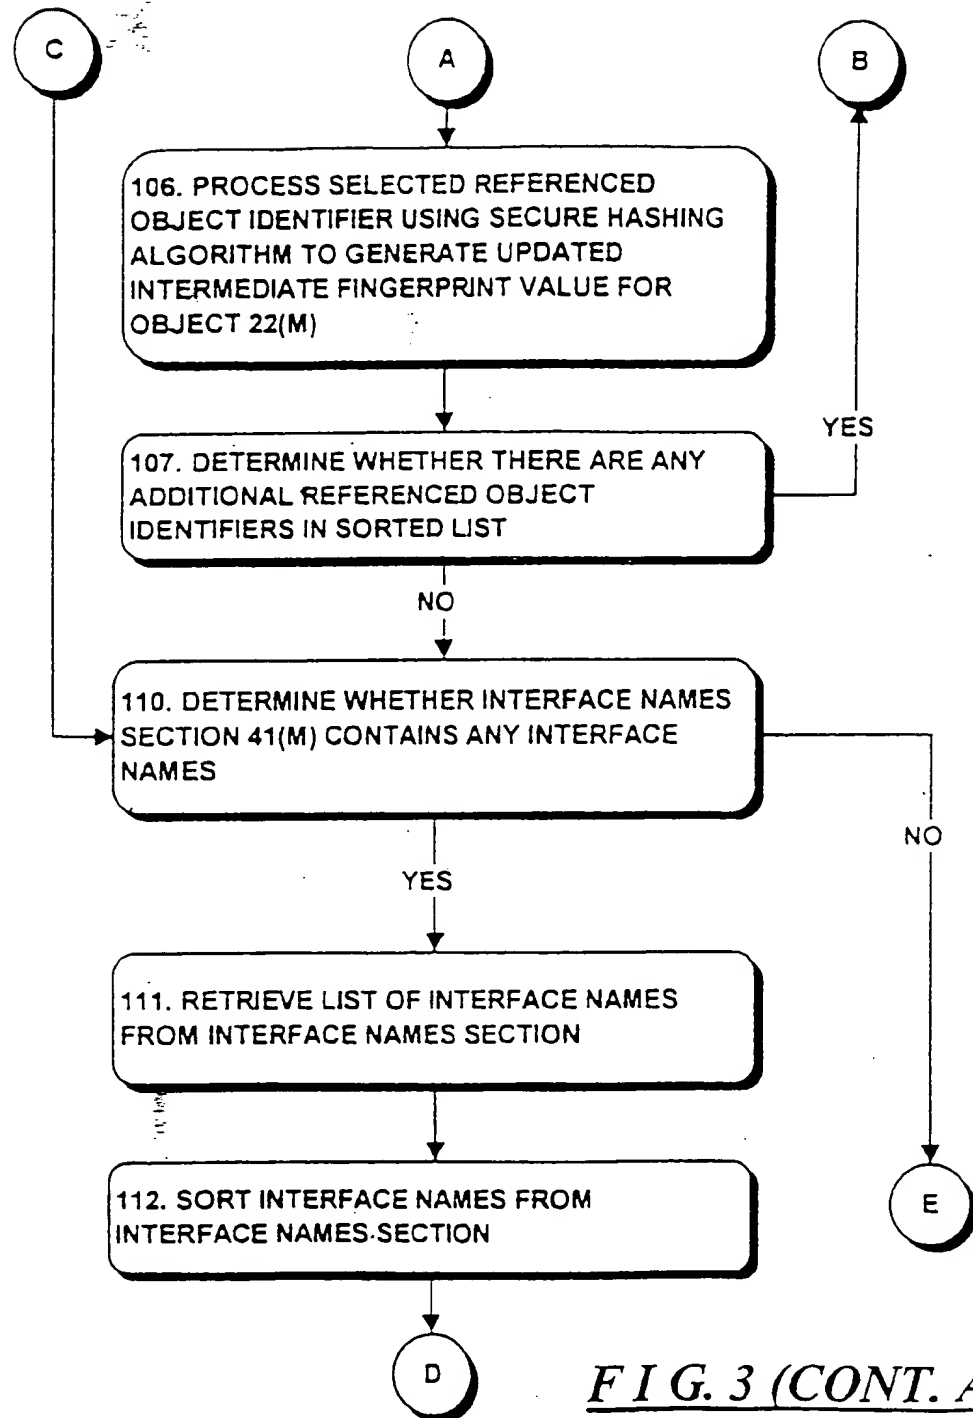 C
A
B
106. PROCESS SELECTED REFERENCED
OBJECT IDENTIFIER USING SECURE HASHING
ALGORITHM TO GENERATE UPDATED
INTERMEDIATE FINGERPRINT VALUE FOR
OBJECT 22(M)
YES
107. DETERMINE WHETHER THERE ARE ANY
ADDITIONAL REFERENCED OBJECT
IDENTIFIERS IN SORTED LIST
NO
110. DETERMINE WHETHER INTERFACE NAMES
SECTION 41(M) CONTAINS ANY INTERFACE
NAMES
NO
YES
111. RETRIEVE LIST OF INTERFACE NAMES
FROM INTERFACE NAMES SECTION
112. SORT INTERFACE NAMES FROM
INTERFACE NAMES SECTION
E
D
FIG. 3 (CONT. A